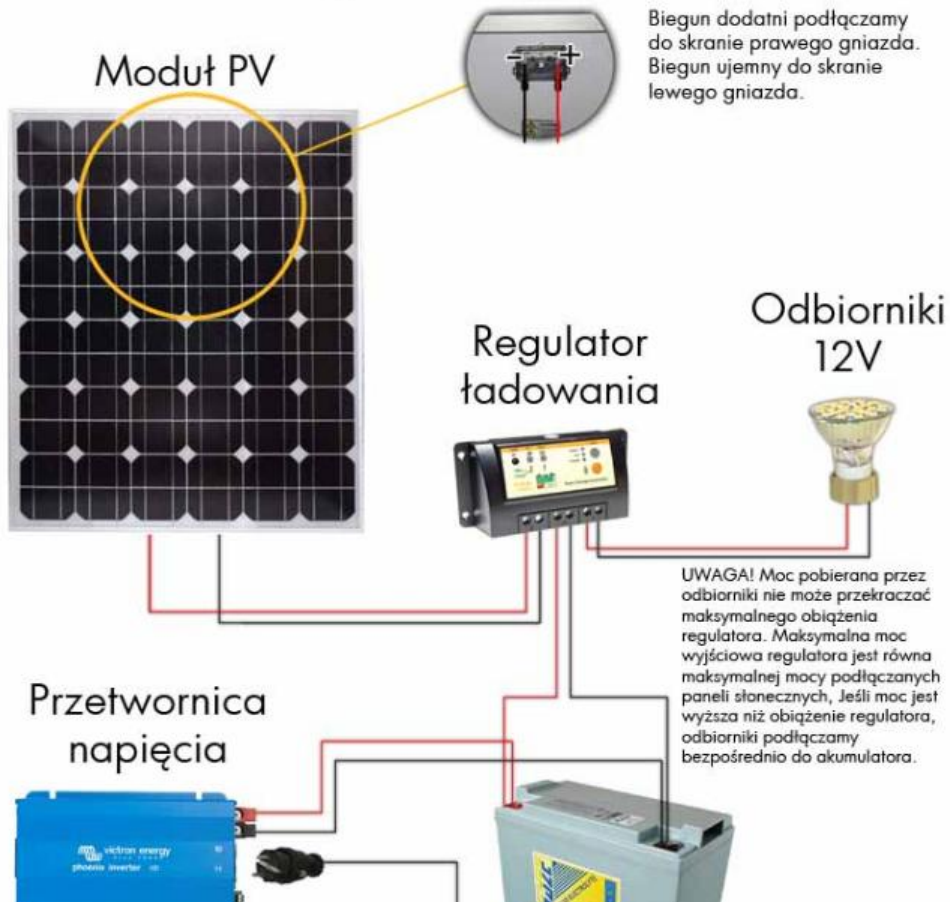 Biegun dodatni podłączamy
do skranie prawego gniazda.
Biegun ujemny do skranie
lewego gniazda.
Moduł PV
- +
Odbiorniki
12V
Regulator
ładowania
UWAGA! Moc pobierana przez
odbiorniki nie może przekraczać
maksymalnego obiążenia
regulatora. Maksymalna moc
wyjściowa regulatora jest równa
maksymalnej mocy podłączanych
paneli słonecznych, Jeśli moc jest
wyższa niż obiążenie regulatora,
odbiorniki podłączamy
bezpośrednio do akumulatora.
Przetwornica
napięcia
victron energy
phoenix inverter